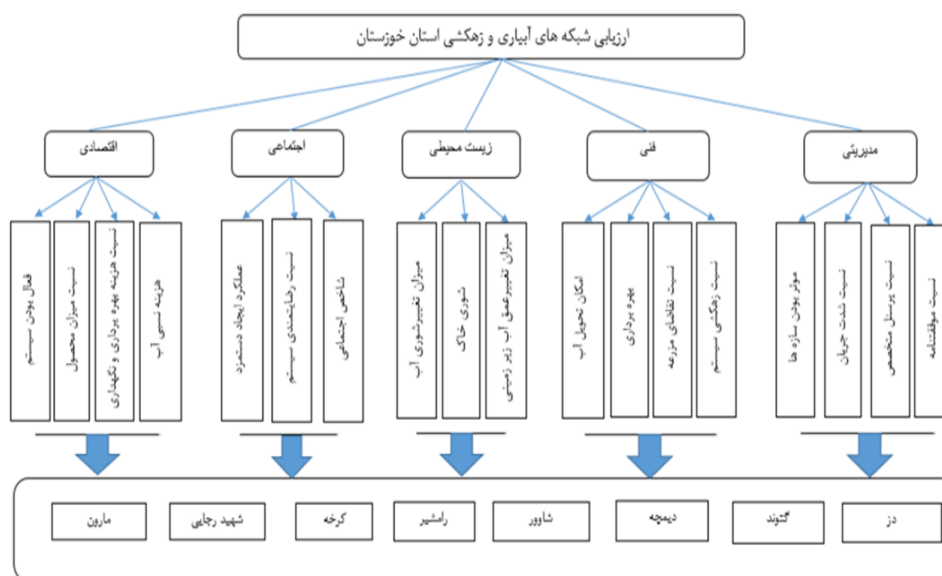 ارزیابی شبکه های آبیاری و زهکشی استان خوزستان
مدیریتی
فنی
زیست محیطی
اجتماعی
اقتصادی
نسبت موفقتنامه
نسبت پرسنل متخصص
نسبت شدت جریان
موثر بودن سازه ها
نسبت زهکشی سیستم
نسبت تقاضای مزرعه
بهره برداری
امکان تحویل آب
میزان تغییرعمق آب زیر زمینی
شوری خاک
میزان تغییرشوری آب
شاخص اجتماعی
نسبت رضایتمندی سیستم
عملکرد ایجاد دستمزد
هزینه نسبی آب
نسبت هزینه بهره برداری و نگهداری
نسبت میزان محصول
فعال بودن سیستم
دز
گتوند
دیمچه
شاوور
رامشیر
کرخه
شهید رجایی
مارون